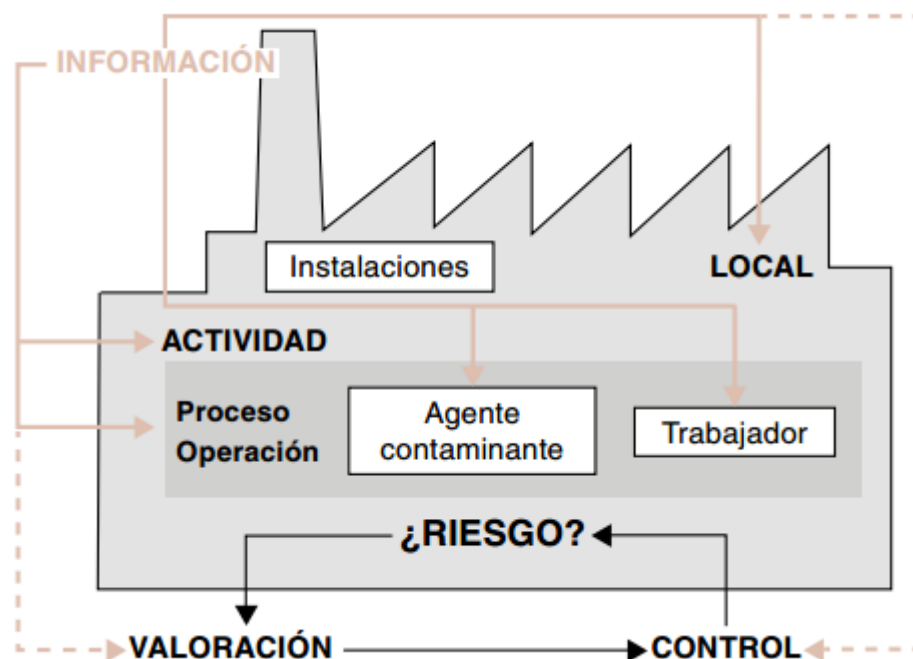 INFORMACIÓN
Instalaciones
LOCAL
ACTIVIDAD
Proceso
Operación
Agente
contaminante
Trabajador
¿RIESGO?
VALORACIÓN
CONTROL